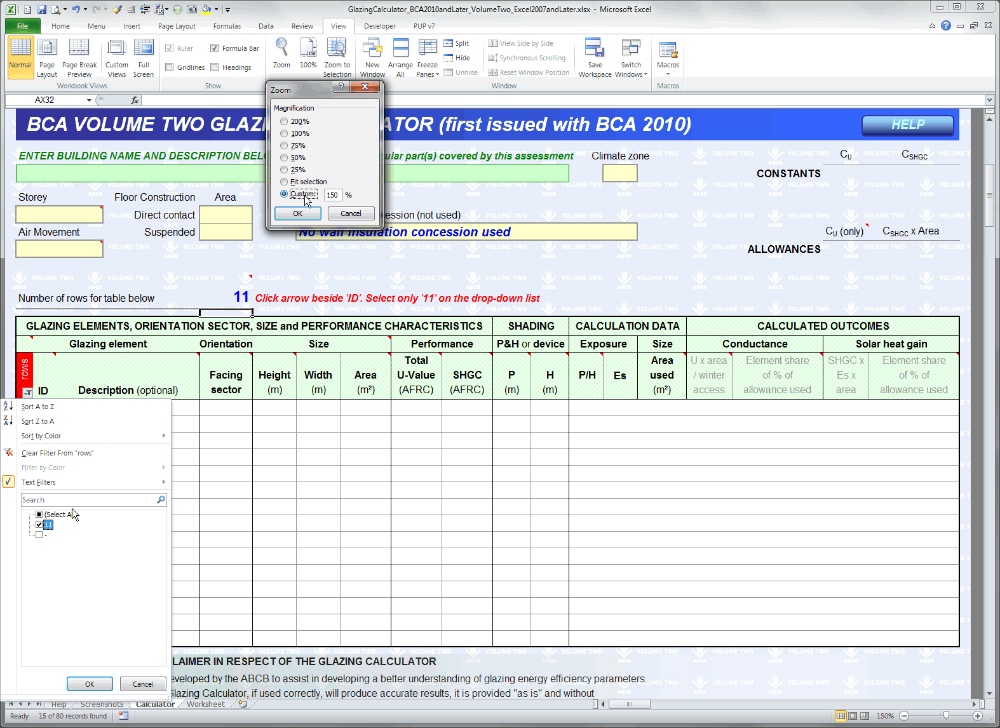 GlazingCalculator_BCA2010andLater_VolumeTwo_Excel2007andLater.xlsx - Microsoft Excel
File Home Menu Insert Page Layout Formulas Data Review View Developer PUP v7
Normal Page Layout Page Break Preview Custom Views Full Screen
Workbook Views
Ruler Formula Bar
Gridlines Headings
Show
Zoom 100% Zoom to Selection
New Window Arrange All Freeze Panes
Split
Hide
Unhide
View Side by Side
Synchronous Scrolling
Reset Window Position
Window
Save Workspace Switch Windows
Macros
Macros
AX32 fx
Zoom
Magnification
200%
100%
75%
50%
25%
Fit selection
Custom: 150 %
OK Cancel
BCA VOLUME TWO GLAZI ATOR (first issued with BCA 2010) HELP
ENTER BUILDING NAME AND DESCRIPTION BEL ular part(s) covered by this assessment Climate zone CU CSHGC
CONSTANTS
Storey Floor Construction Area
Direct contact ession (not used)
Air Movement Suspended No wall insulation concession used CU (only) CSHGC x Area
ALLOWANCES
Number of rows for table below 11 Click arrow beside 'ID'. Select only '11' on the drop-down list
GLAZING ELEMENTS, ORIENTATION SECTOR, SIZE and PERFORMANCE CHARACTERISTICS SHADING CALCULATION DATA CALCULATED OUTCOMES
Glazing element Orientation Size Performance P&H or device Exposure Size Conductance Solar heat gain
rows
ID Description (optional) Facing sector Height (m) Width (m) Area (m²) Total U-Value (AFRC) SHGC (AFRC) P (m) H (m) P/H Es Area used (m²) U x area / winter access Element share of % of allowance used SHGC x Es x area Element share of % of allowance used
Sort A to Z
Sort Z to A
Sort by Color
Clear Filter From "rows"
Filter by Color
Text Filters
Search
(Select A
11
-
OK Cancel
LAIMER IN RESPECT OF THE GLAZING CALCULATOR
eveloped by the ABCB to assist in developing a better understanding of glazing energy efficiency parameters.
Glazing Calculator, if used correctly, will produce accurate results, it is provided "as is" and without
Help Screenshots Calculator Worksheet
Ready 15 of 80 records found 150%
VOLUME TWO
ABCB